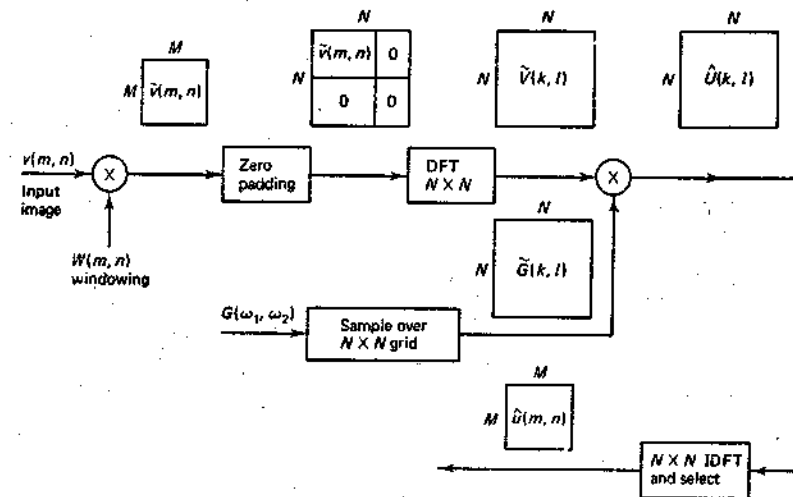 N
N
N
M
ṽ(m, n)
0
N
Ṽ(k, l)
N
Û(k, l)
M
ṽ(m, n)
N
0
0
v(m, n)
Input
image
X
Zero
padding
DFT
N X N
X
W(m, n)
windowing
N
N
G̃(k, l)
G(ω₁, ω₂)
Sample over
N X N grid
M
M
û(m, n)
N X N IDFT
and select